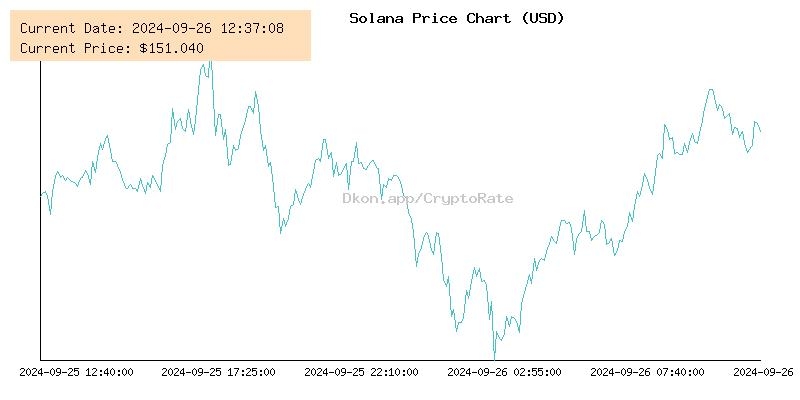 Solana Price Chart (USD)
Current Date: 2024-09-26 12:37:08
Current Price: $151.040
Dkon.app/CryptoRate
2024-09-25 12:40:00 2024-09-25 17:25:00 2024-09-25 22:10:00 2024-09-26 02:55:00 2024-09-26 07:40:00 2024-09-26